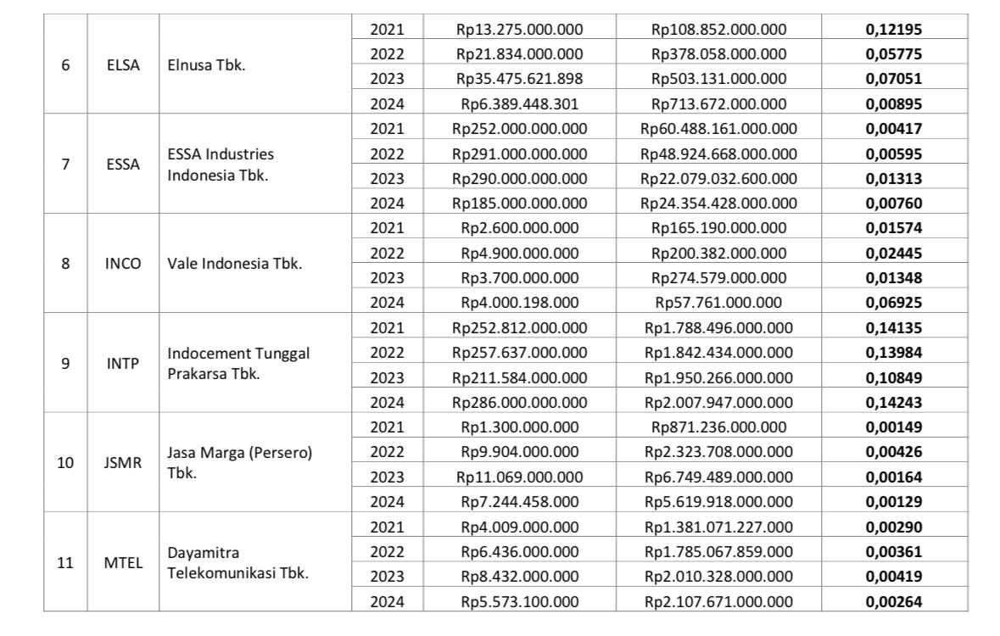 2021 Rp13.275.000.000 Rp108.852.000.000 0,12195
6 ELSA Elnusa Tbk. 2022 Rp21.834.000.000 Rp378.058.000.000 0,05775
2023 Rp35.475.621.898 Rp503.131.000.000 0,07051
2024 Rp6.389.448.301 Rp713.672.000.000 0,00895
2021 Rp252.000.000.000 Rp60.488.161.000.000 0,00417
7 ESSA ESSA Industries 2022 Rp291.000.000.000 Rp48.924.668.000.000 0,00595
Indonesia Tbk. 2023 Rp290.000.000.000 Rp22.079.032.600.000 0,01313
2024 Rp185.000.000.000 Rp24.354.428.000.000 0,00760
2021 Rp2.600.000.000 Rp165.190.000.000 0,01574
8 INCO Vale Indonesia Tbk. 2022 Rp4.900.000.000 Rp200.382.000.000 0,02445
2023 Rp3.700.000.000 Rp274.579.000.000 0,01348
2024 Rp4.000.198.000 Rp57.761.000.000 0,06925
2021 Rp252.812.000.000 Rp1.788.496.000.000 0,14135
9 INTP Indocement Tunggal 2022 Rp257.637.000.000 Rp1.842.434.000.000 0,13984
Prakarsa Tbk. 2023 Rp211.584.000.000 Rp1.950.266.000.000 0,10849
2024 Rp286.000.000.000 Rp2.007.947.000.000 0,14243
2021 Rp1.300.000.000 Rp871.236.000.000 0,00149
10 JSMR Jasa Marga (Persero) 2022 Rp9.904.000.000 Rp2.323.708.000.000 0,00426
Tbk. 2023 Rp11.069.000.000 Rp6.749.489.000.000 0,00164
2024 Rp7.244.458.000 Rp5.619.918.000.000 0,00129
2021 Rp4.009.000.000 Rp1.381.071.227.000 0,00290
11 MTEL Dayamitra 2022 Rp6.436.000.000 Rp1.785.067.859.000 0,00361
Telekomunikasi Tbk. 2023 Rp8.432.000.000 Rp2.010.328.000.000 0,00419
2024 Rp5.573.100.000 Rp2.107.671.000.000 0,00264